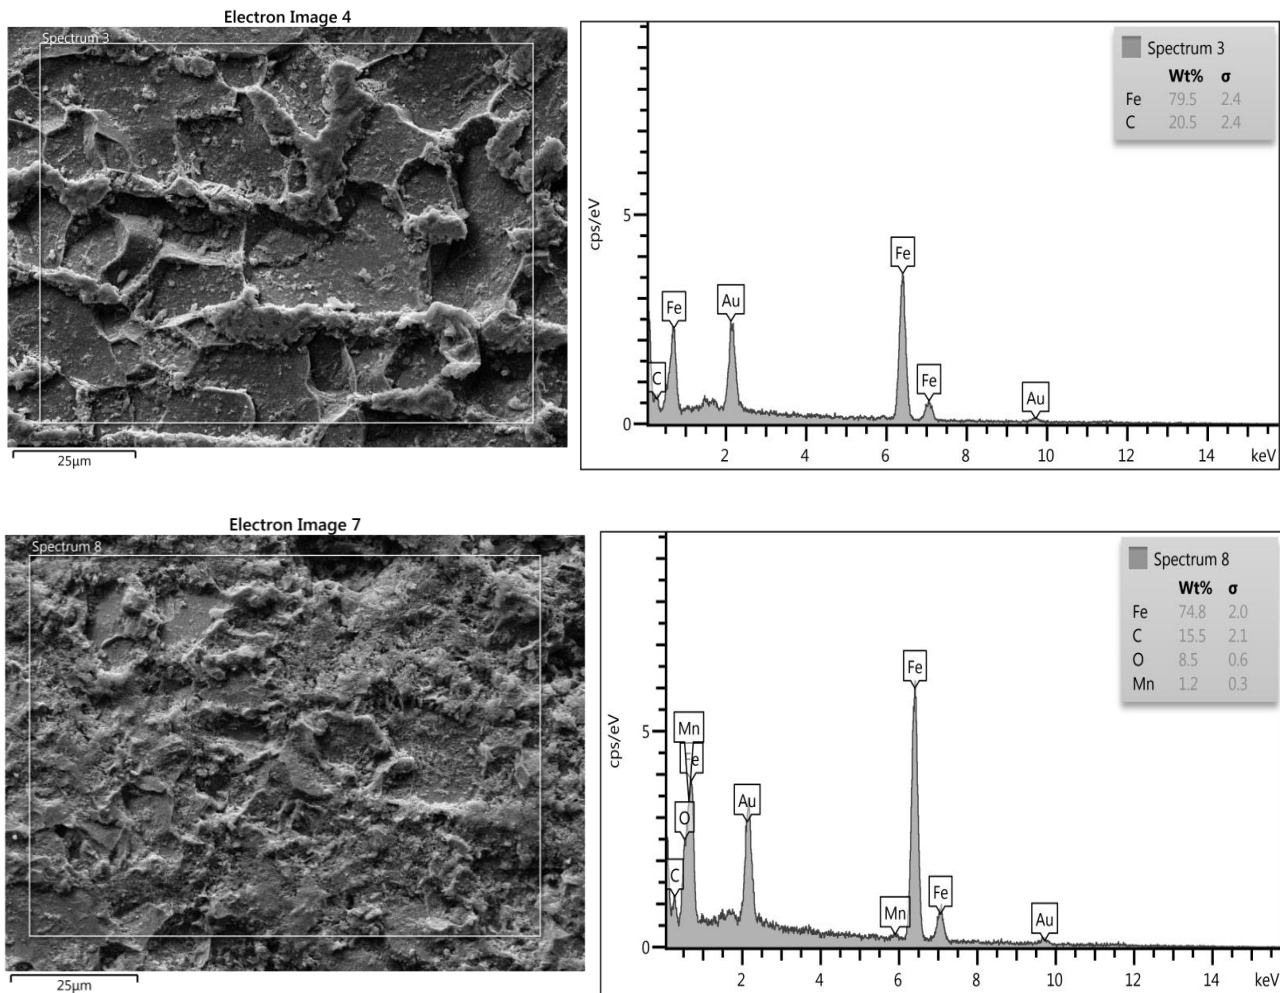 Electron Image 4
Spectrum 3
25μm
cps/eV
5
0
2 4 6 8 10 12 14 keV
C
Fe
Au
Fe
Fe
Au
Spectrum 3
Wt% σ
Fe 79.5 2.4
C 20.5 2.4
Electron Image 7
Spectrum 8
25μm
cps/eV
5
0
2 4 6 8 10 12 14 keV
C
O
Mn
Fe
Au
Mn
Fe
Fe
Au
Spectrum 8
Wt% σ
Fe 74.8 2.0
C 15.5 2.1
O 8.5 0.6
Mn 1.2 0.3